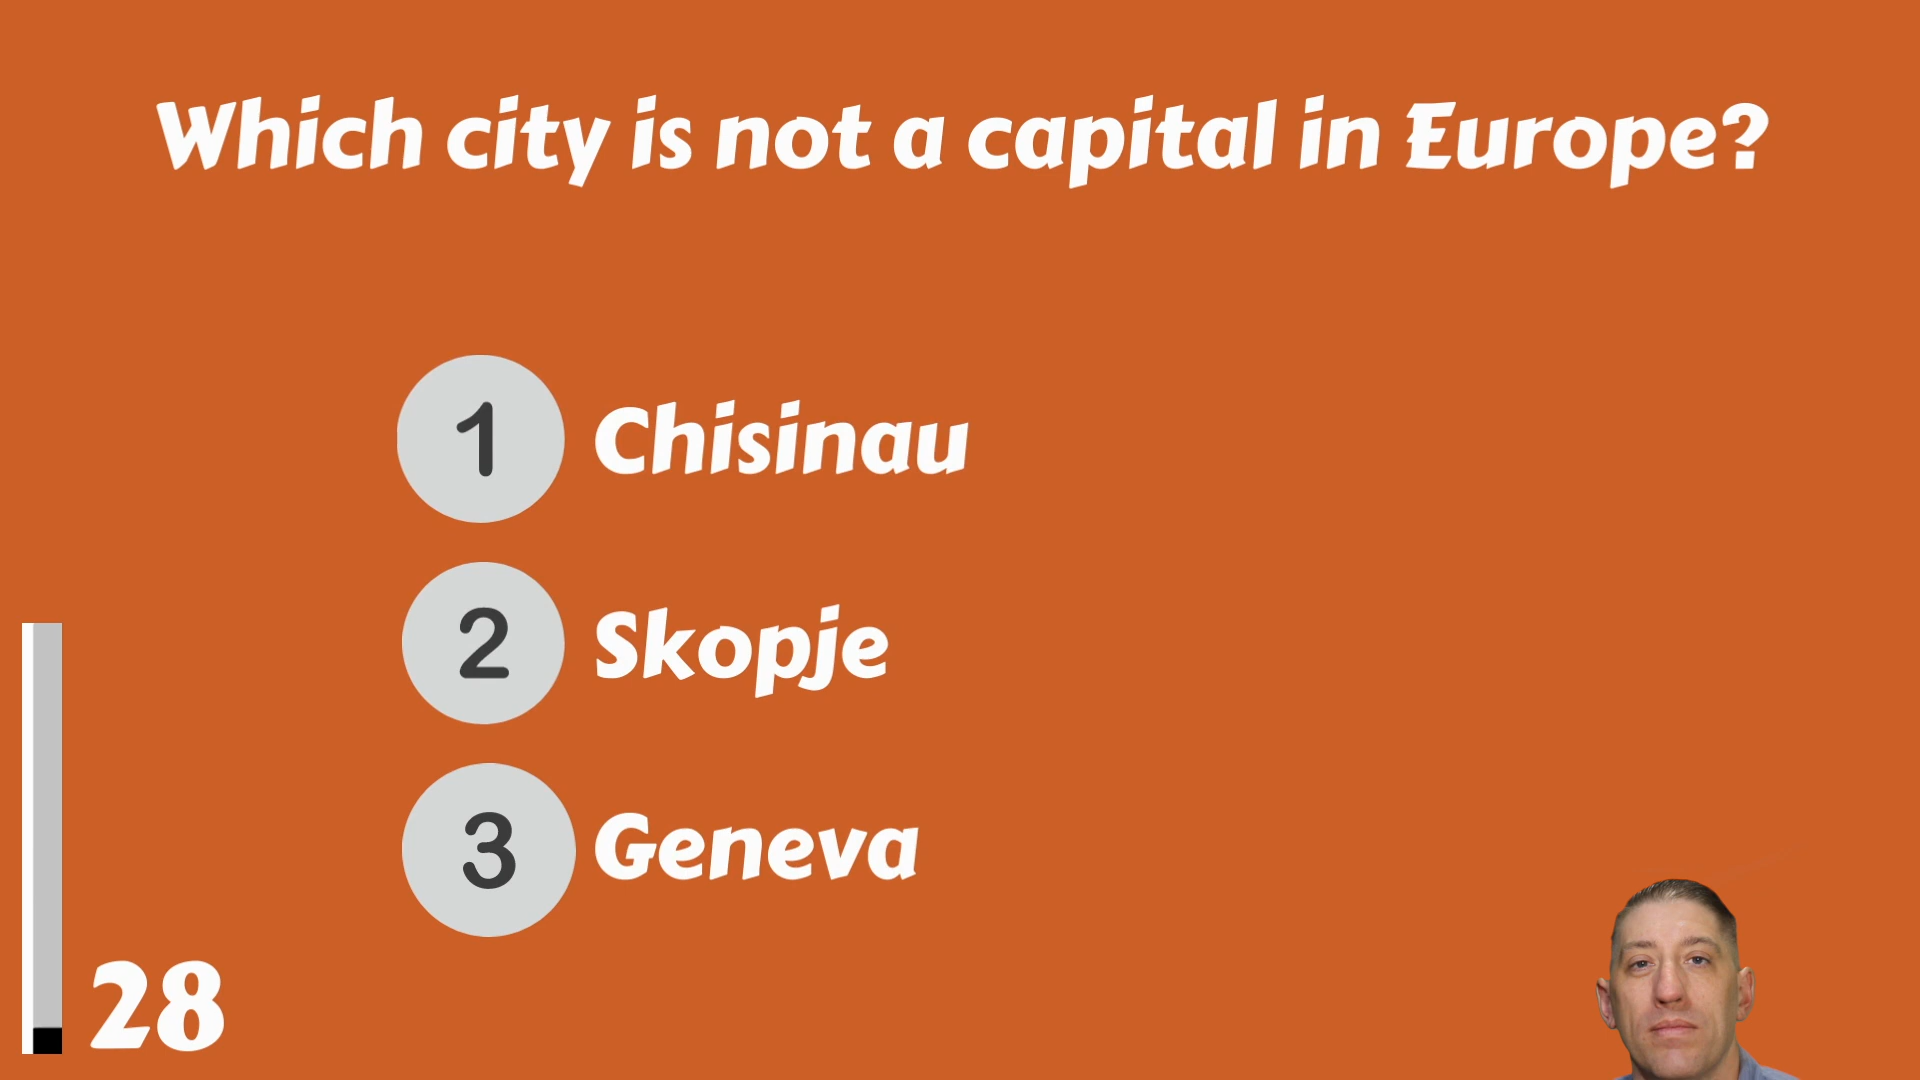 Which city is not a capital in Europe?
1 Chisinau
2 Skopje
3 Geneva
28